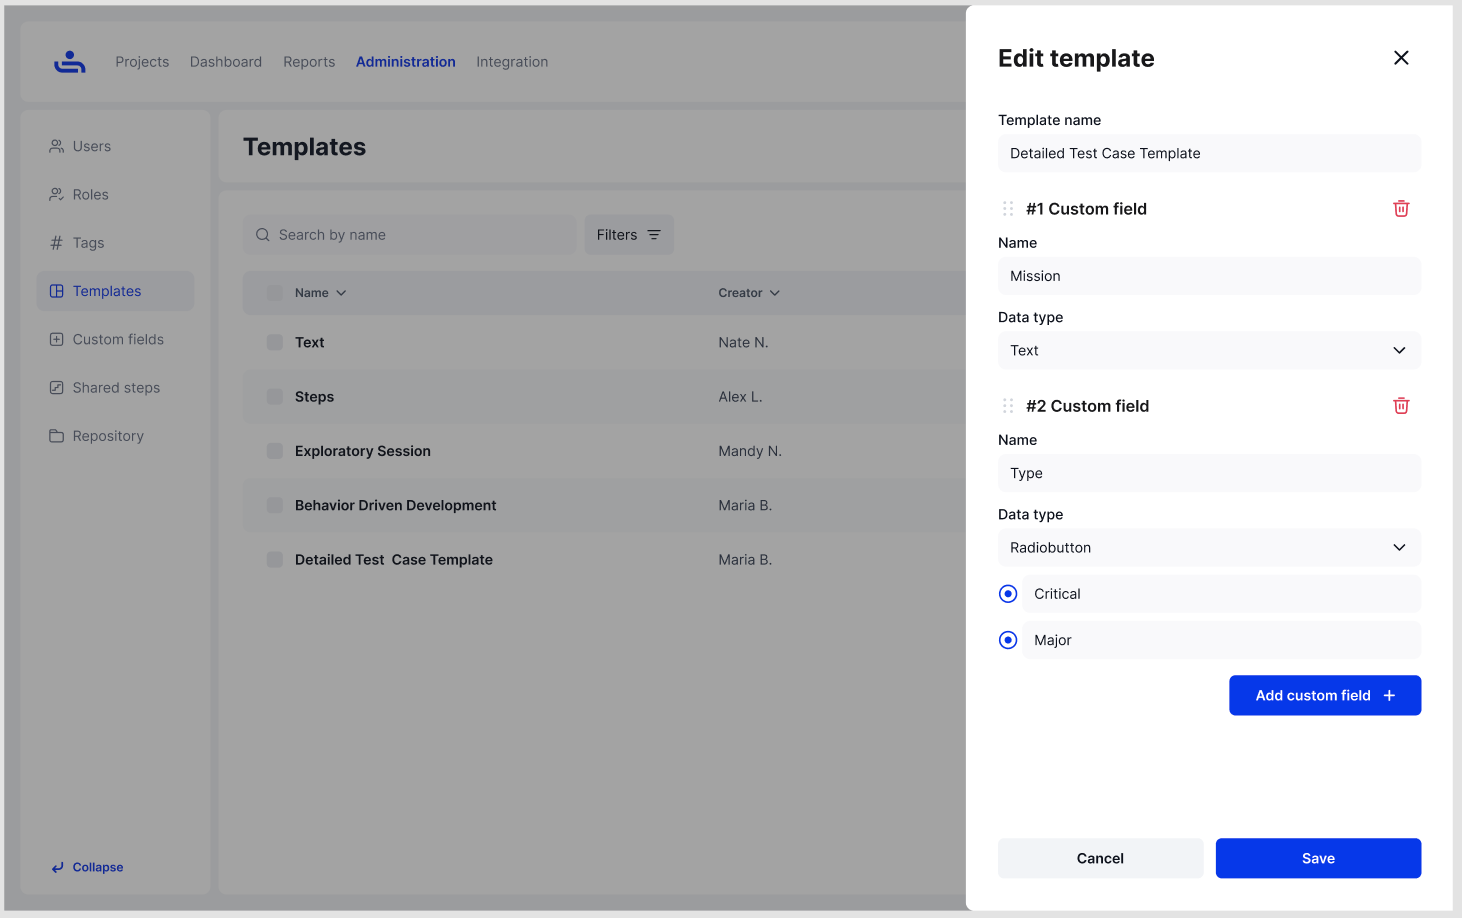 Projects Dashboard Reports Administration Integration
Users
Roles
Tags
Templates
Custom fields
Shared steps
Repository
Collapse
Templates
Search by name Filters
Name Creator
Text Nate N.
Steps Alex L.
Exploratory Session Mandy N.
Behavior Driven Development Maria B.
Detailed Test Case Template Maria B.
Edit template
Template name
Detailed Test Case Template
#1 Custom field
Name
Mission
Data type
Text
#2 Custom field
Name
Type
Data type
Radiobutton
Critical
Major
Add custom field +
Cancel Save